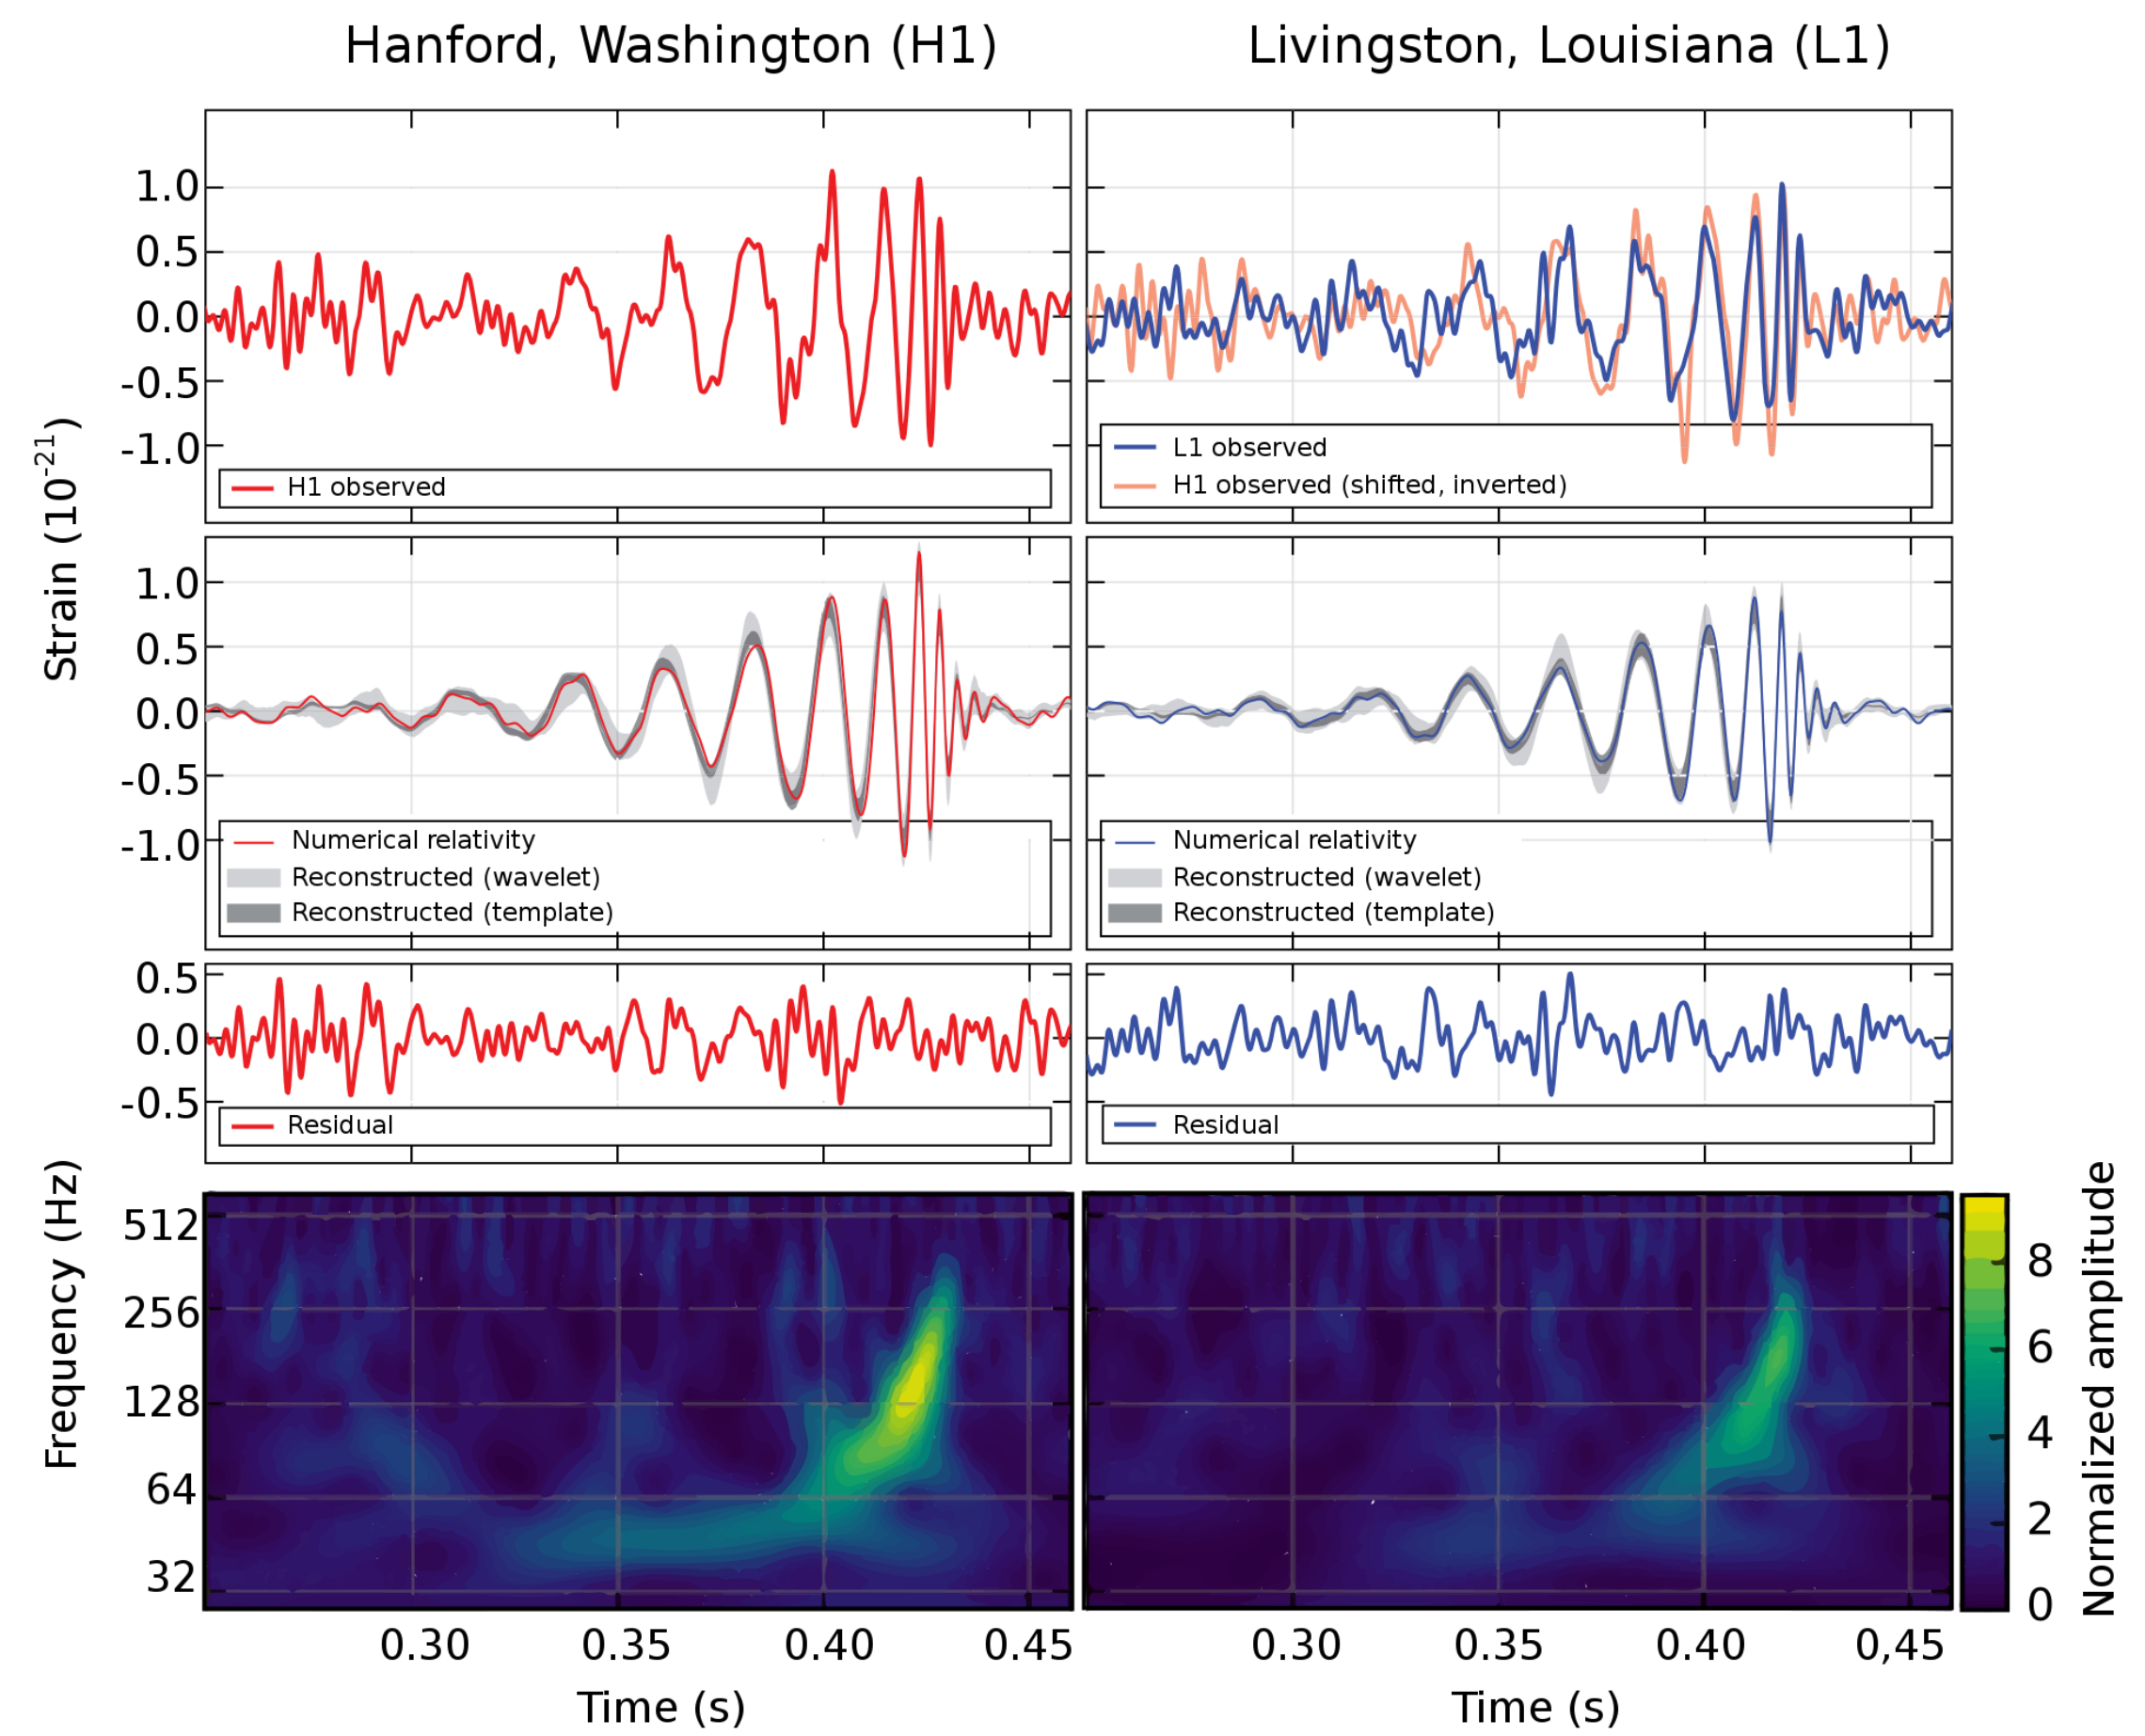 Hanford, Washington (H1)
Livingston, Louisiana (L1)
Strain (10-21)
1.0
0.5
0.0
-0.5
-1.0
H1 observed
L1 observed
H1 observed (shifted, inverted)
1.0
0.5
0.0
-0.5
-1.0
Numerical relativity
Reconstructed (wavelet)
Reconstructed (template)
Numerical relativity
Reconstructed (wavelet)
Reconstructed (template)
0.5
0.0
-0.5
Residual
Residual
Frequency (Hz)
512
256
128
64
32
8
6
4
2
0
Normalized amplitude
0.30 0.35 0.40 0.45
0.30 0.35 0.40 0,45
Time (s)
Time (s)